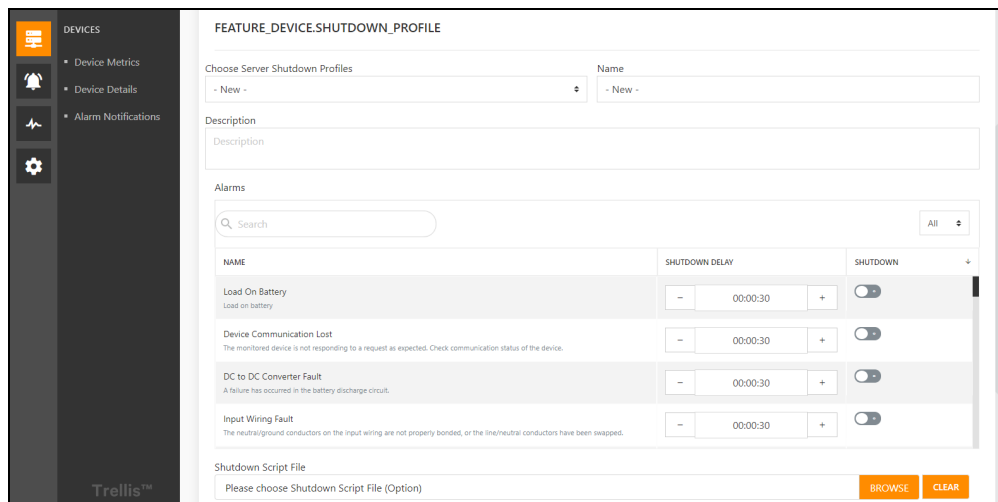 DEVICES
Device Metrics
Device Details
Alarm Notifications
FEATURE_DEVICE.SHUTDOWN_PROFILE
Choose Server Shutdown Profiles
Name
- New -
- New -
Description
Description
Alarms
Search
All
NAME
SHUTDOWN DELAY
SHUTDOWN
Load On Battery
Load on battery
- 00:00:30 +
Device Communication Lost
The monitored device is not responding to a request as expected. Check communication status of the device.
- 00:00:30 +
DC to DC Converter Fault
A failure has occurred in the battery discharge circuit.
- 00:00:30 +
Input Wiring Fault
The neutral/ground conductors on the input wiring are not properly bonded, or the line/neutral conductors have been swapped.
- 00:00:30 +
Shutdown Script File
Please choose Shutdown Script File (Option)
BROWSE
CLEAR
Trellis™